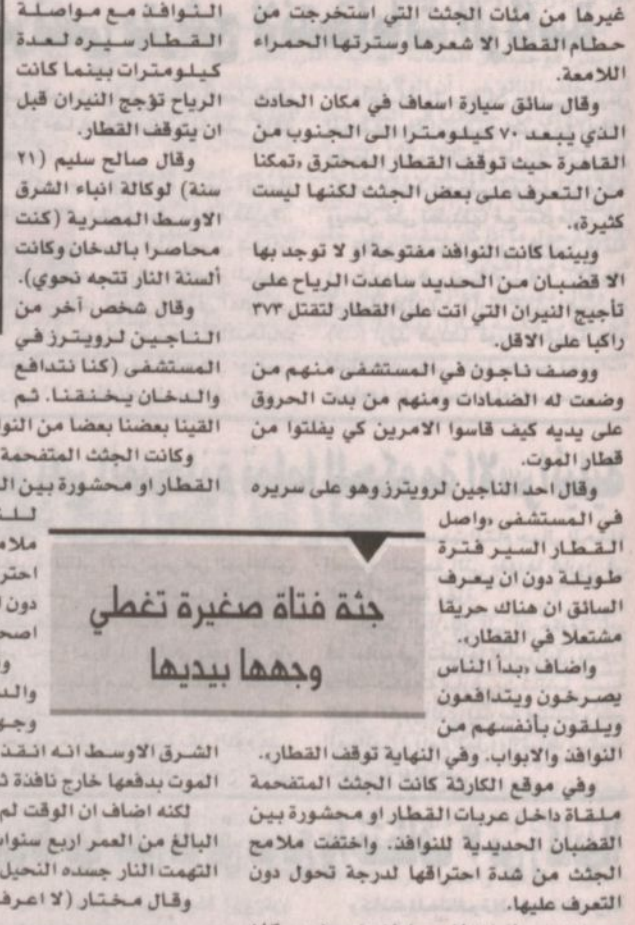 غيرها من مئات الجثث التي استخرجت من
حطام القطار الا شعرها وسترتها الحمراء
اللامعة.
وقال سائق سيارة اسعاف في مكان الحادث
الذي يبعد ٧٠ كيلومترا الى الجنوب من
القاهرة حيث توقف القطار المحترق «تمكنا
من التعرف على بعض الجثث لكنها ليست
كثيرة».
وبينما كانت النوافذ مفتوحة او لا توجد بها
الا قضبان من الحديد ساعدت الرياح على
تأجيج النيران التي اتت على القطار لتقتل ٣٧٣
راكبا على الاقل.
ووصف ناجون في المستشفى منهم من
وضعت له الضمادات ومنهم من بدت الحروق
على يديه كيف قاسوا الامرين كي يفلتوا من
قطار الموت.
وقال احد الناجين لرويترز وهو على سريره
في المستشفى «واصل
القطار السير فترة
طويلة دون ان يعرف
السائق ان هناك حريقا
مشتعلا في القطار».
واضاف «بدأ الناس
يصرخون ويتدافعون
ويلقون بأنفسهم من
النوافذ والابواب. وفي النهاية توقف القطار».
وفي موقع الكارثة كانت الجثث المتفحمة
ملقاة داخل عربات القطار او محشورة بين
القضبان الحديدية للنوافذ. واختفت ملامح
الجثث من شدة احتراقها لدرجة تحول دون
التعرف عليها.
جثة فتاة صغيرة تغطي
وجهها بيديها
النوافذ مع مواصلة
القطار سيره لعدة
كيلومترات بينما كانت
الرياح تؤجج النيران قبل
ان يتوقف القطار.
وقال صالح سليم (٢١
سنة) لوكالة انباء الشرق
الاوسط المصرية (كنت
محاصرا بالدخان وكانت
ألسنة النار تتجه نحوي).
وقال شخص آخر من
الناجين لرويترز في
المستشفى (كنا نتدافع
والدخان يخنقنا. ثم
القينا بعضنا بعضا من
وكانت الجثث المتفحمة
القطار او محشورة بين
الشرق الاوسط انه انقذ
الموت بدفعها خارج نافذة
لكنه اضاف ان الوقت لم
البالغ من العمر اربع
التهمت النار جسده النحيل
وقال مختار (لا اعرف